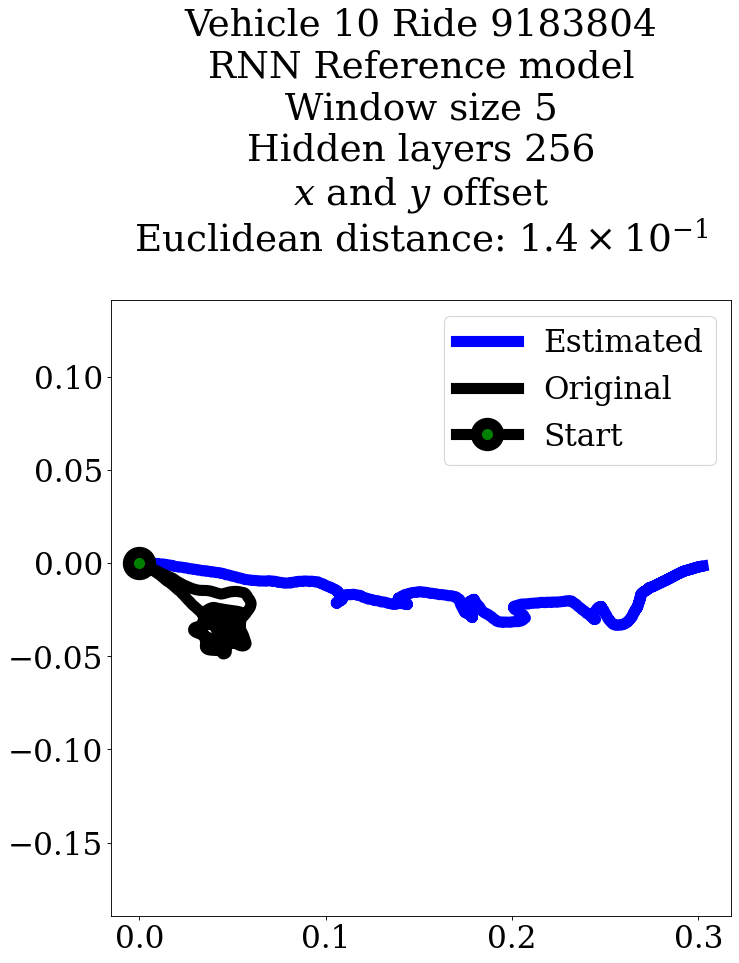 Vehicle 10 Ride 9183804
RNN Reference model
Window size 5
Hidden layers 256
x and y offset
Euclidean distance: 1.4 × 10⁻¹
Estimated
Original
Start
0.10
0.05
0.00
−0.05
−0.10
−0.15
0.0 0.1 0.2 0.3